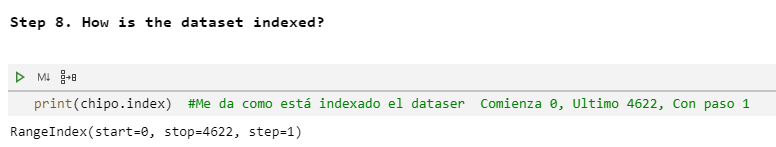 Step 8. How is the dataset indexed?
M↓
print(chipo.index)  #Me da como está indexado el dataser  Comienza 0, Ultimo 4622, Con paso 1
RangeIndex(start=0, stop=4622, step=1)